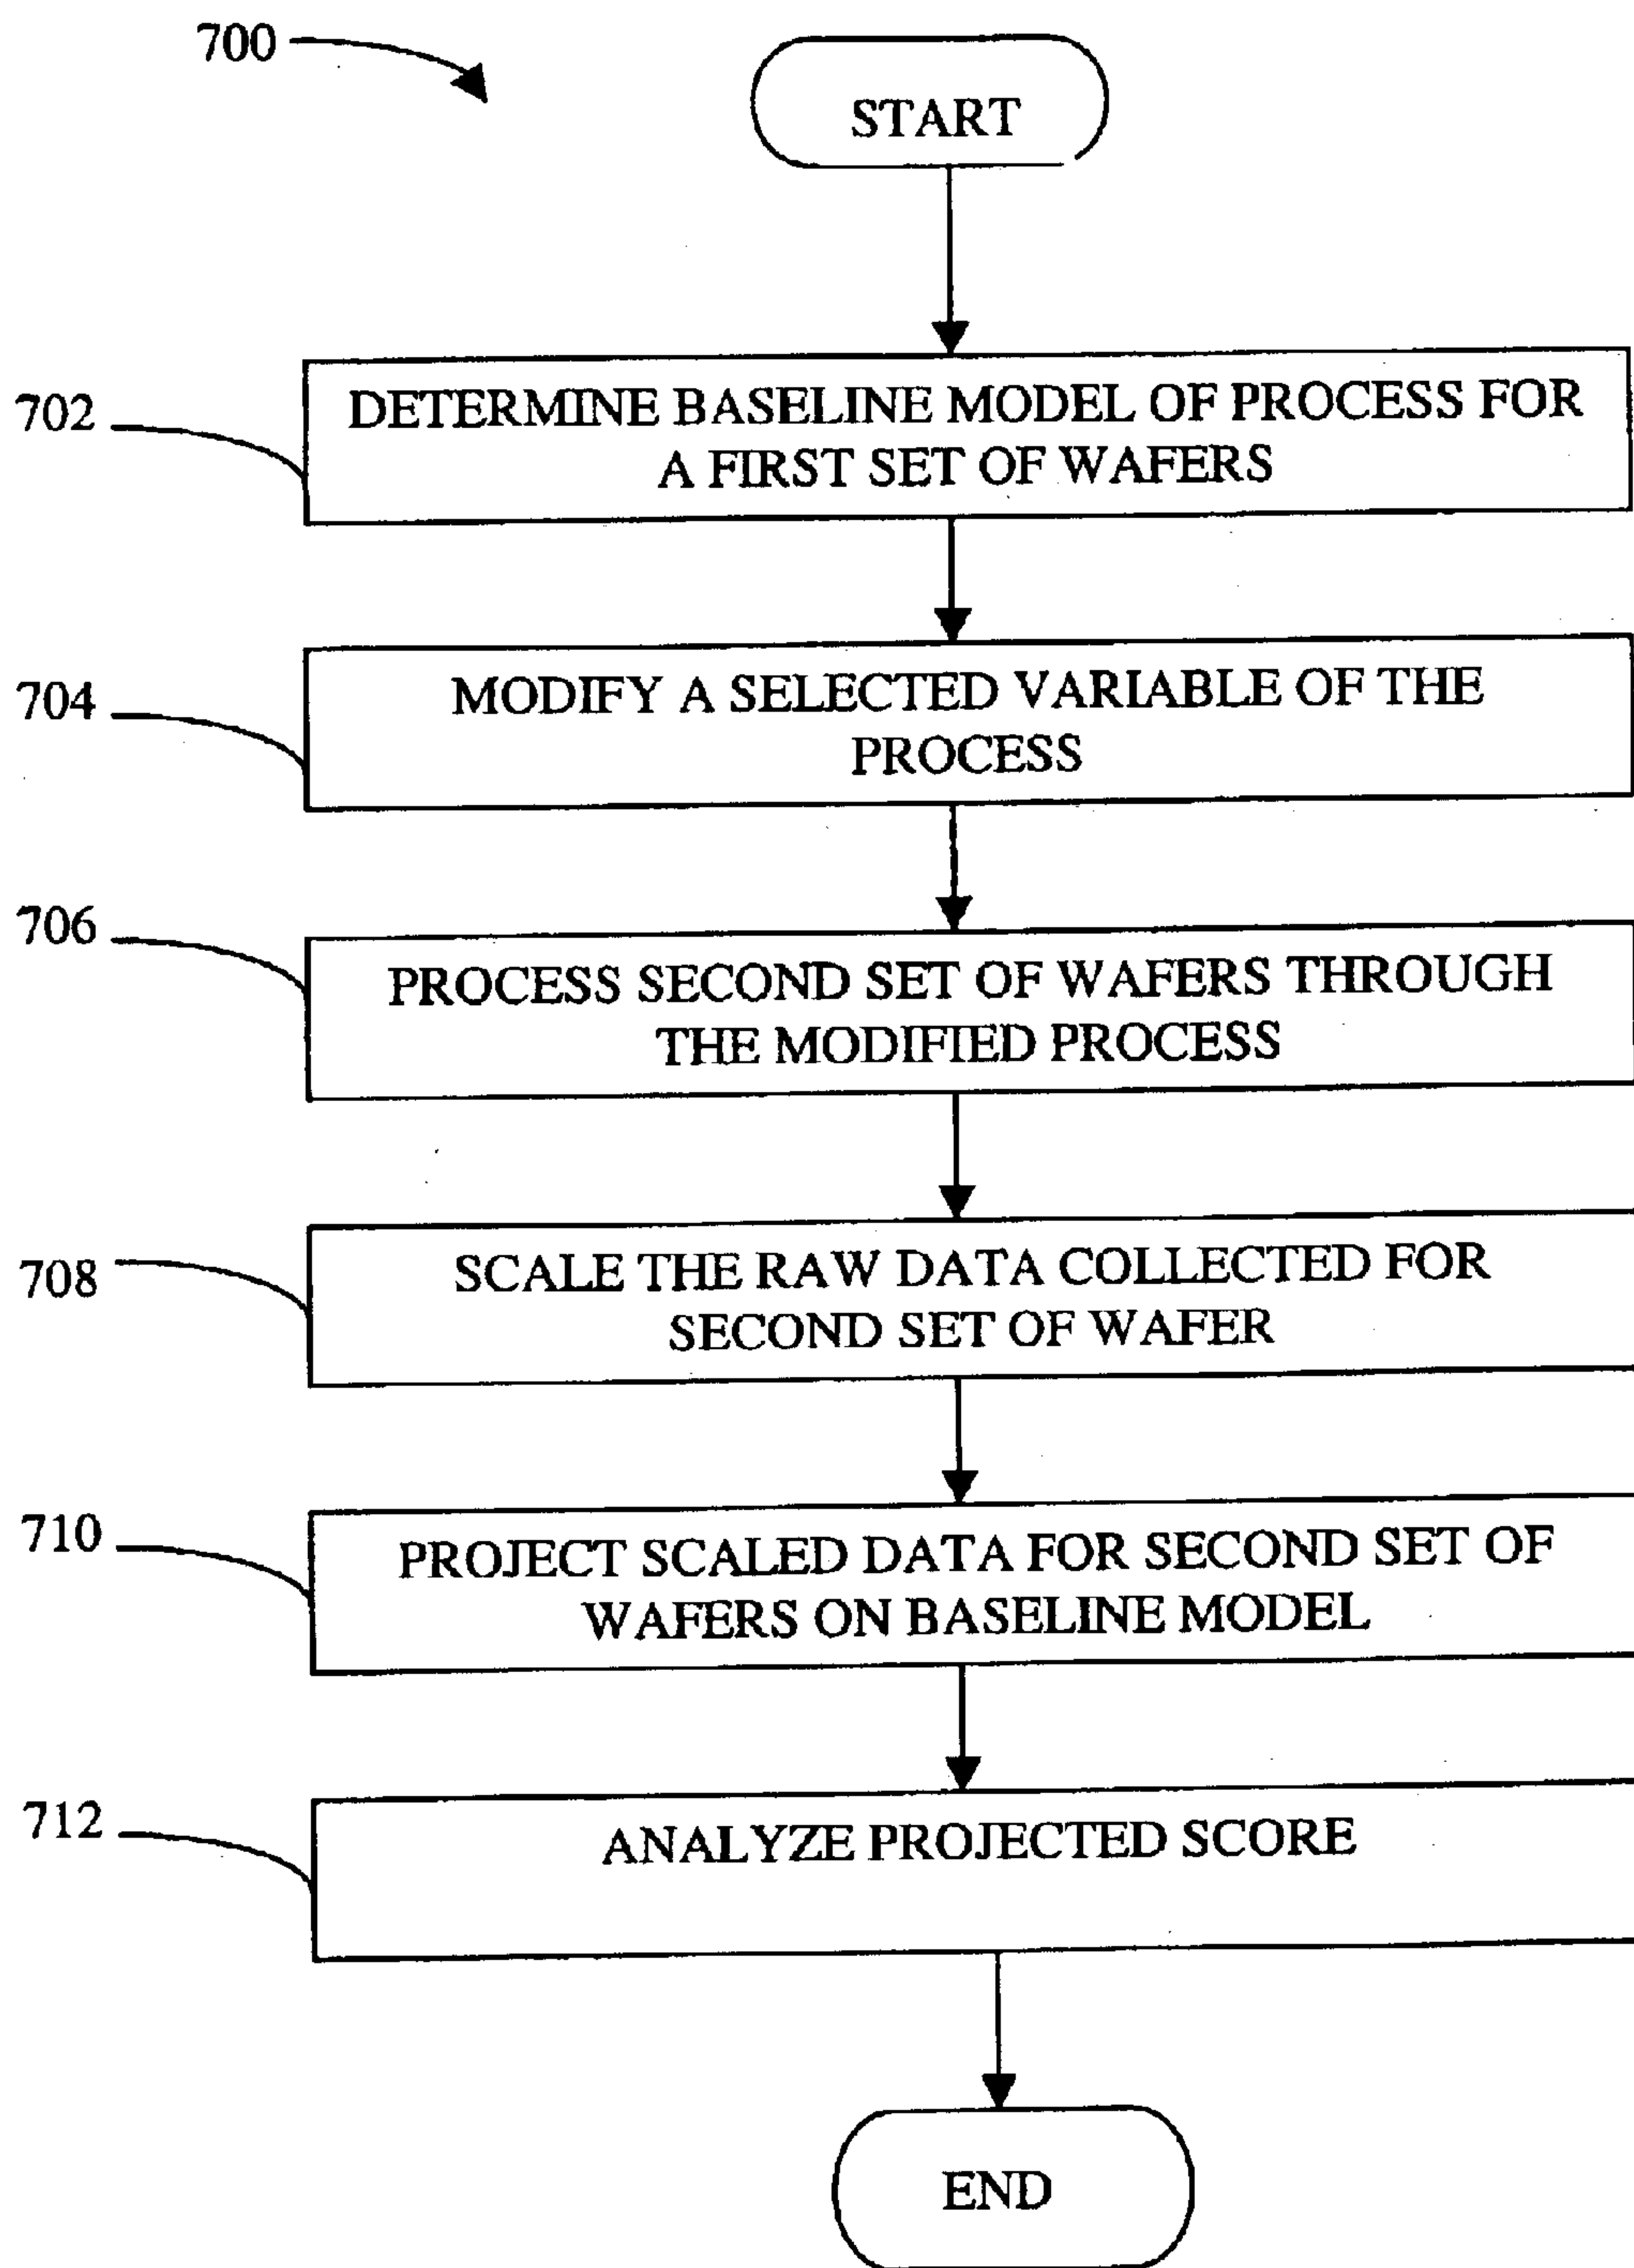 700
START
702
DETERMINE BASELINE MODEL OF PROCESS FOR
A FIRST SET OF WAFERS
704
MODIFY A SELECTED VARIABLE OF THE
PROCESS
706
PROCESS SECOND SET OF WAFERS THROUGH
THE MODIFIED PROCESS
708
SCALE THE RAW DATA COLLECTED FOR
SECOND SET OF WAFER
710
PROJECT SCALED DATA FOR SECOND SET OF
WAFERS ON BASELINE MODEL
712
ANALYZE PROJECTED SCORE
END